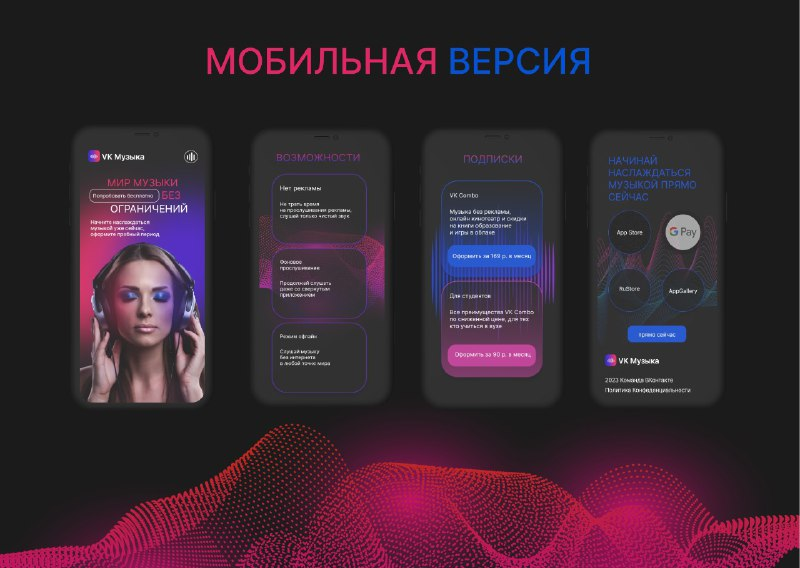 МОБИЛЬНАЯ ВЕРСИЯ
VK Музыка
МИР МУЗЫКИ
Попробовать бесплатно БЕЗ
ОГРАНИЧЕНИЙ
Начните наслаждаться
музыкой уже сейчас,
оформите пробный период
ВОЗМОЖНОСТИ
Нет рекламы
Не трать время
на прослушивание рекламы,
слушай только чистый звук
Фоновое
прослушивание
Продолжай слушать
даже со свернутым
приложением
Режим офлайн
Слушай музыку
без интернета
в любой точке мира
ПОДПИСКИ
VK Combo
Музыка без рекламы,
онлайн кинотеатр и скидки
на книги образование
и игры в облаке
Оформить за 169 р. в месяц
Для студентов
Все преимущества VK Combo
по сниженной цене, для тех
кто учиться в вузе
Оформить за 90 р. в месяц
НАЧИНАЙ
НАСЛАЖДАТЬСЯ
МУЗЫКОЙ ПРЯМО
СЕЙЧАС
App Store
G Pay
RuStore
AppGallery
прямо сейчас
VK Музыка
2023 Команда ВКонтакте
Политика Конфеденциальности